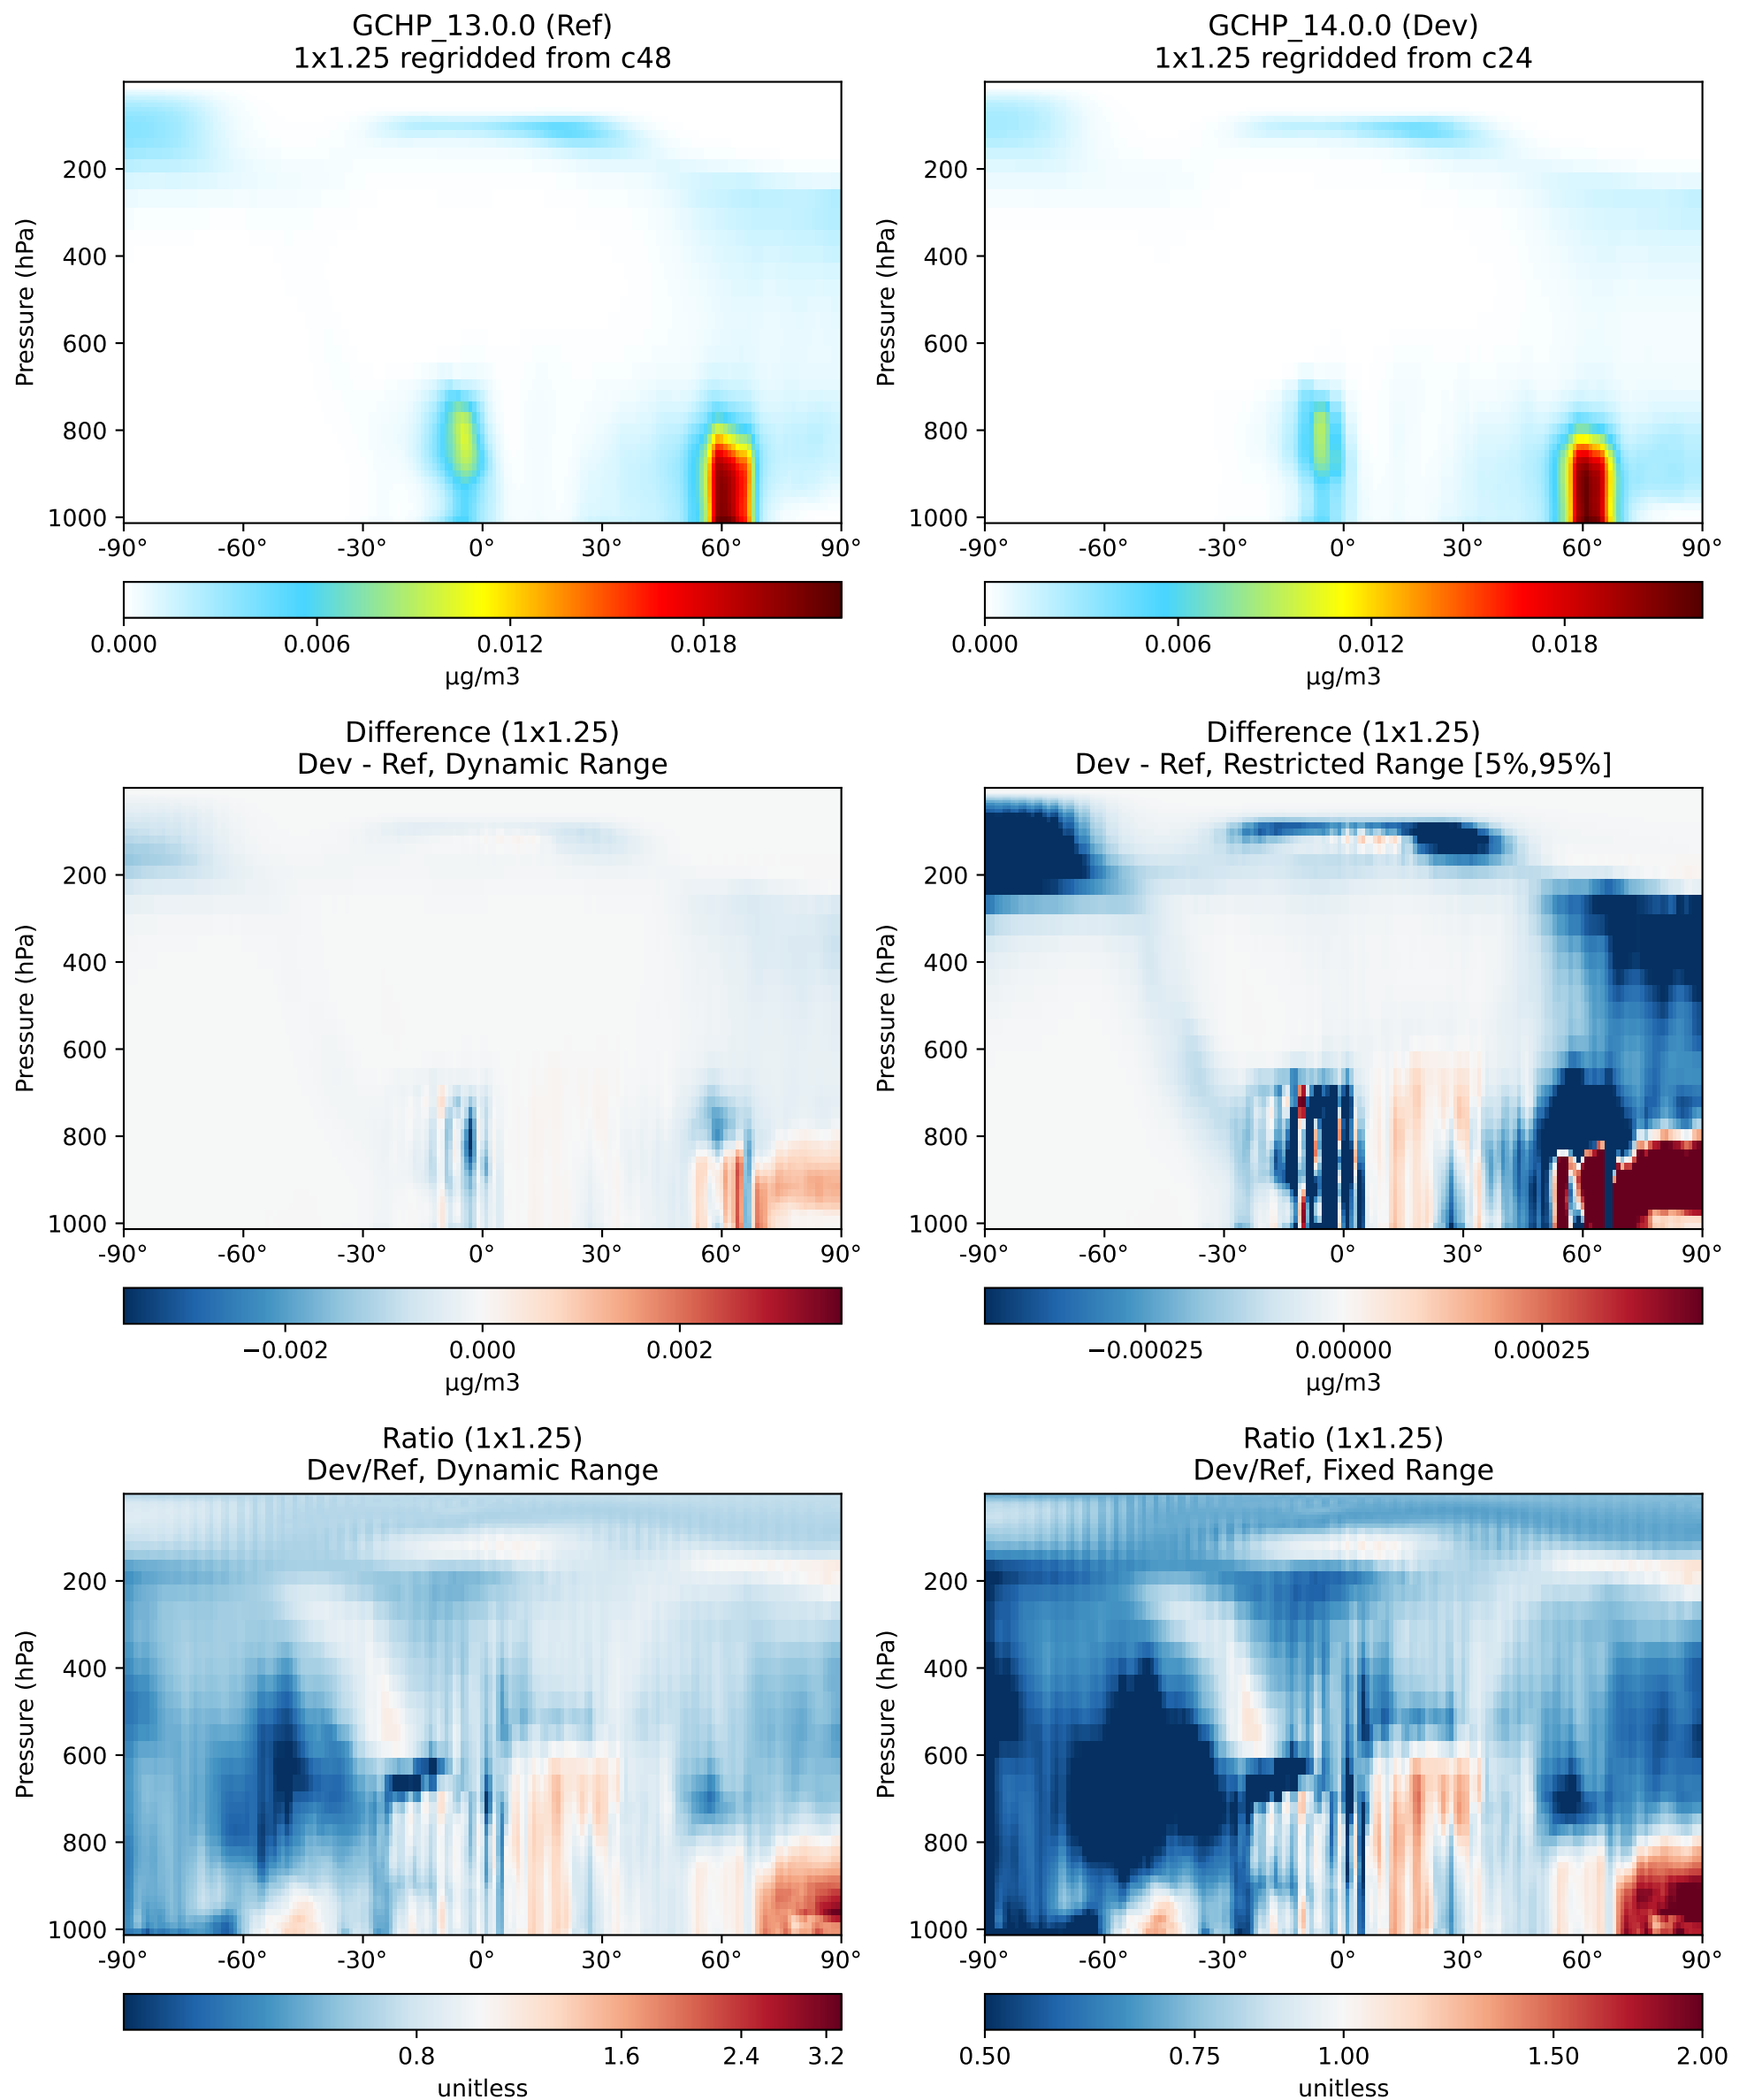 GCHP_13.0.0 (Ref)
1x1.25 regridded from c48
Pressure (hPa)
200
400
600
800
1000
-90° -60° -30° 0° 30° 60° 90°
0.000 0.006 0.012 0.018
μg/m3
GCHP_14.0.0 (Dev)
1x1.25 regridded from c24
Pressure (hPa)
200
400
600
800
1000
-90° -60° -30° 0° 30° 60° 90°
0.000 0.006 0.012 0.018
μg/m3
Difference (1x1.25)
Dev - Ref, Dynamic Range
Pressure (hPa)
200
400
600
800
1000
-90° -60° -30° 0° 30° 60° 90°
−0.002 0.000 0.002
μg/m3
Difference (1x1.25)
Dev - Ref, Restricted Range [5%,95%]
Pressure (hPa)
200
400
600
800
1000
-90° -60° -30° 0° 30° 60° 90°
−0.00025 0.00000 0.00025
μg/m3
Ratio (1x1.25)
Dev/Ref, Dynamic Range
Pressure (hPa)
200
400
600
800
1000
-90° -60° -30° 0° 30° 60° 90°
0.8 1.6 2.4 3.2
unitless
Ratio (1x1.25)
Dev/Ref, Fixed Range
Pressure (hPa)
200
400
600
800
1000
-90° -60° -30° 0° 30° 60° 90°
0.50 0.75 1.00 1.50 2.00
unitless